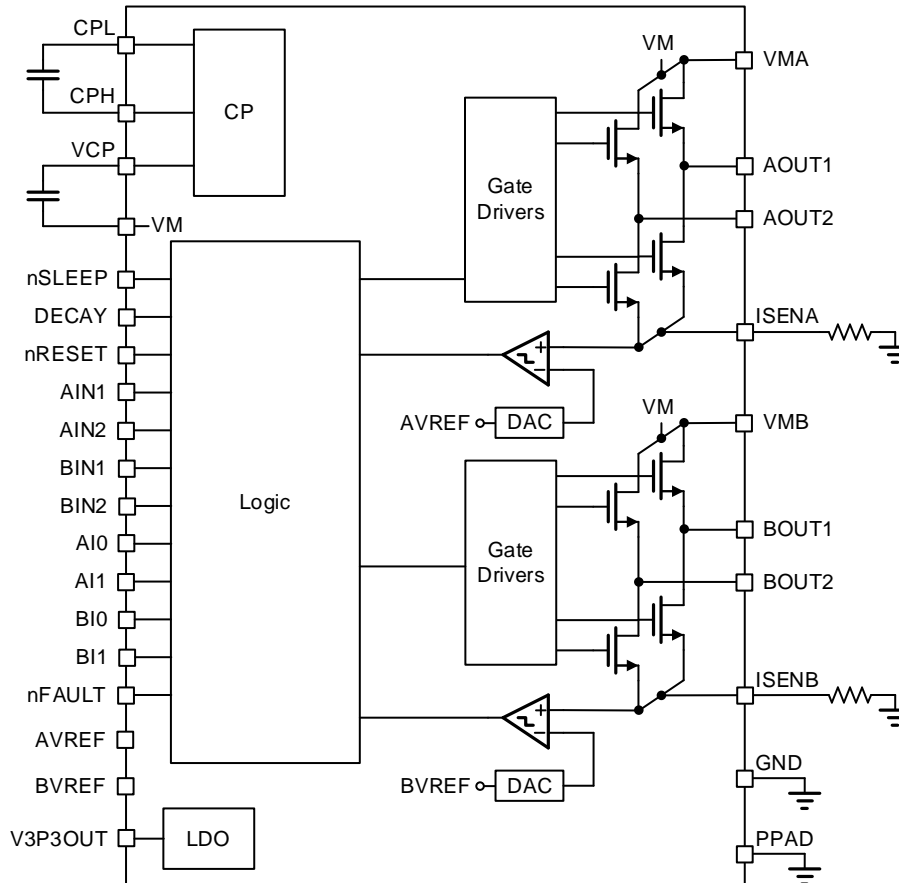 CPL
CPH
VCP
CP
VM
nSLEEP
DECAY
nRESET
AIN1
AIN2
BIN1
BIN2
AI0
AI1
BI0
BI1
nFAULT
AVREF
BVREF
V3P3OUT
LDO
Logic
Gate
Drivers
VM
VMA
AOUT1
AOUT2
ISENA
+
−
AVREF
DAC
Gate
Drivers
VM
VMB
BOUT1
BOUT2
ISENB
+
−
BVREF
DAC
GND
PPAD